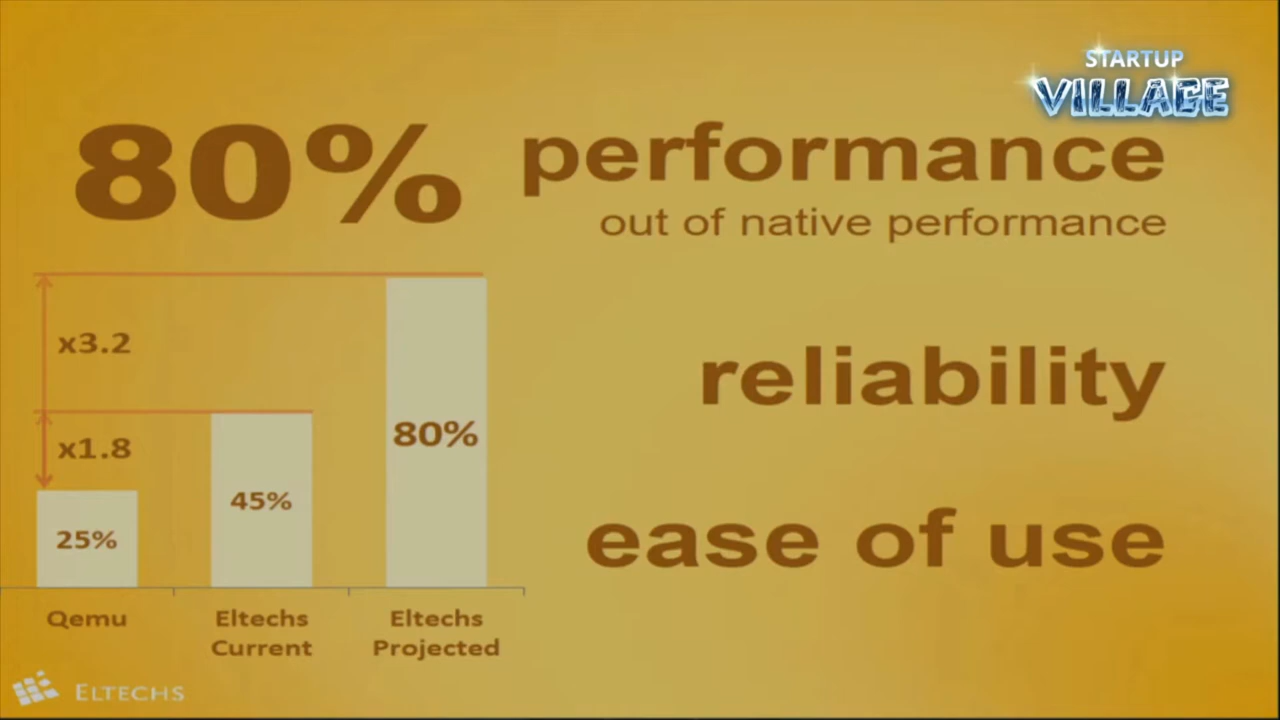 STARTUP
VILLAGE
80% performance
out of native performance
x3.2
x1.8
80%
45%
25%
reliability
ease of use
Qemu
Eltechs
Current
Eltechs
Projected
ELTECHS